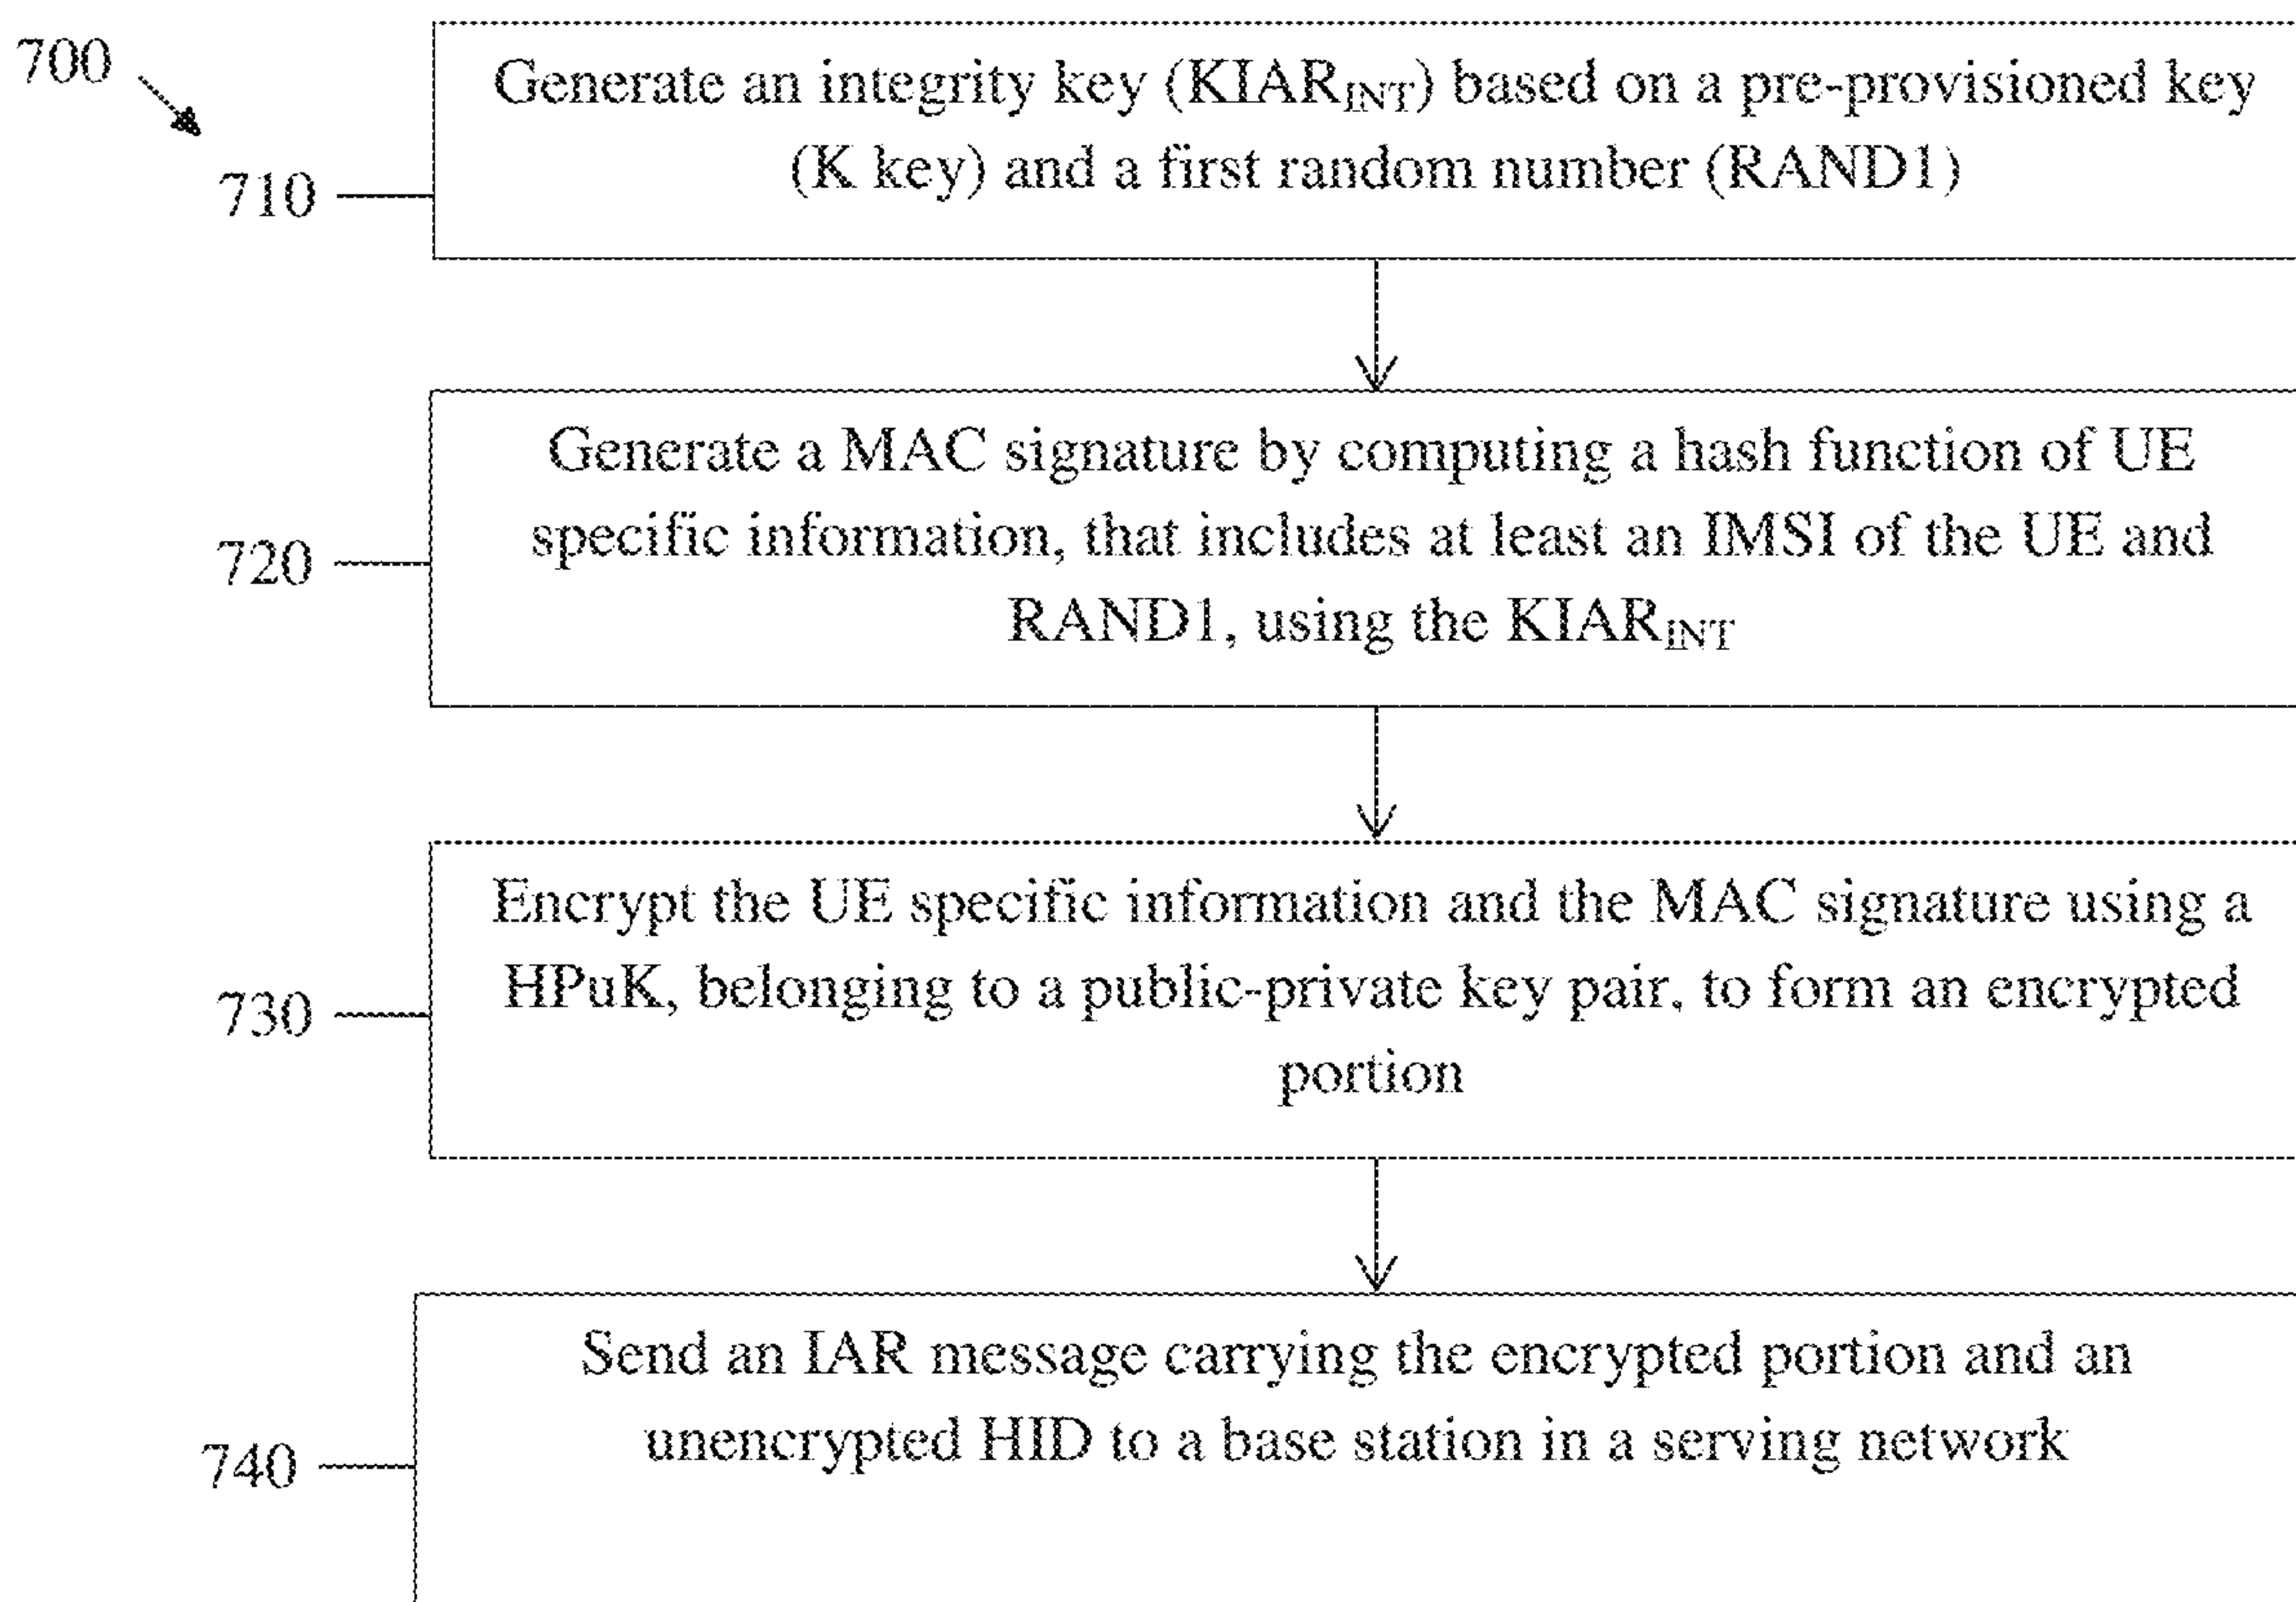 700
710
Generate an integrity key (KIAR_INT) based on a pre-provisioned key
(K key) and a first random number (RAND1)
720
Generate a MAC signature by computing a hash function of UE
specific information, that includes at least an IMSI of the UE and
RAND1, using the KIAR_INT
730
Encrypt the UE specific information and the MAC signature using a
HPuK, belonging to a public-private key pair, to form an encrypted
portion
740
Send an IAR message carrying the encrypted portion and an
unencrypted HID to a base station in a serving network